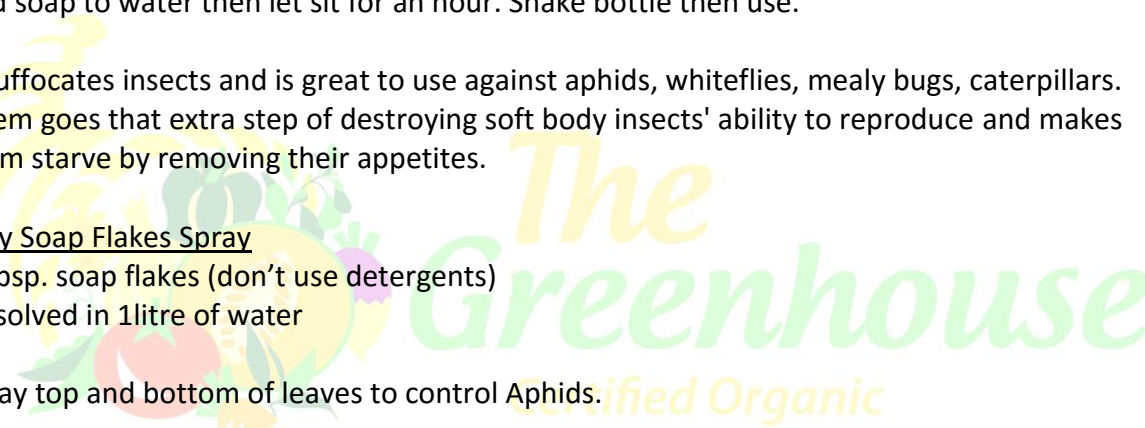 soap to water then let sit for an hour. Shake bottle then use.
uffocates insects and is great to use against aphids, whiteflies, mealy bugs, caterpillars.
em goes that extra step of destroying soft body insects' ability to reproduce and makes
m starve by removing their appetites.
The
y Soap Flakes Spray
Greenhouse
bsp. soap flakes (don’t use detergents)
solved in 1litre of water
ay top and bottom of leaves to control Aphids.
Certified Organic